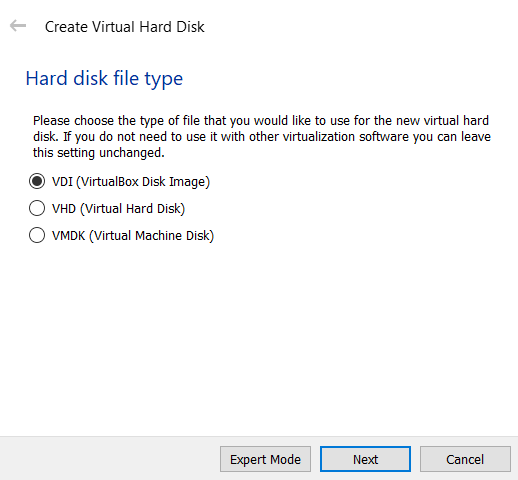 Create Virtual Hard Disk
Hard disk file type
Please choose the type of file that you would like to use for the new virtual hard
disk. If you do not need to use it with other virtualization software you can leave
this setting unchanged.
VDI (VirtualBox Disk Image)
VHD (Virtual Hard Disk)
VMDK (Virtual Machine Disk)
Expert Mode
Next
Cancel